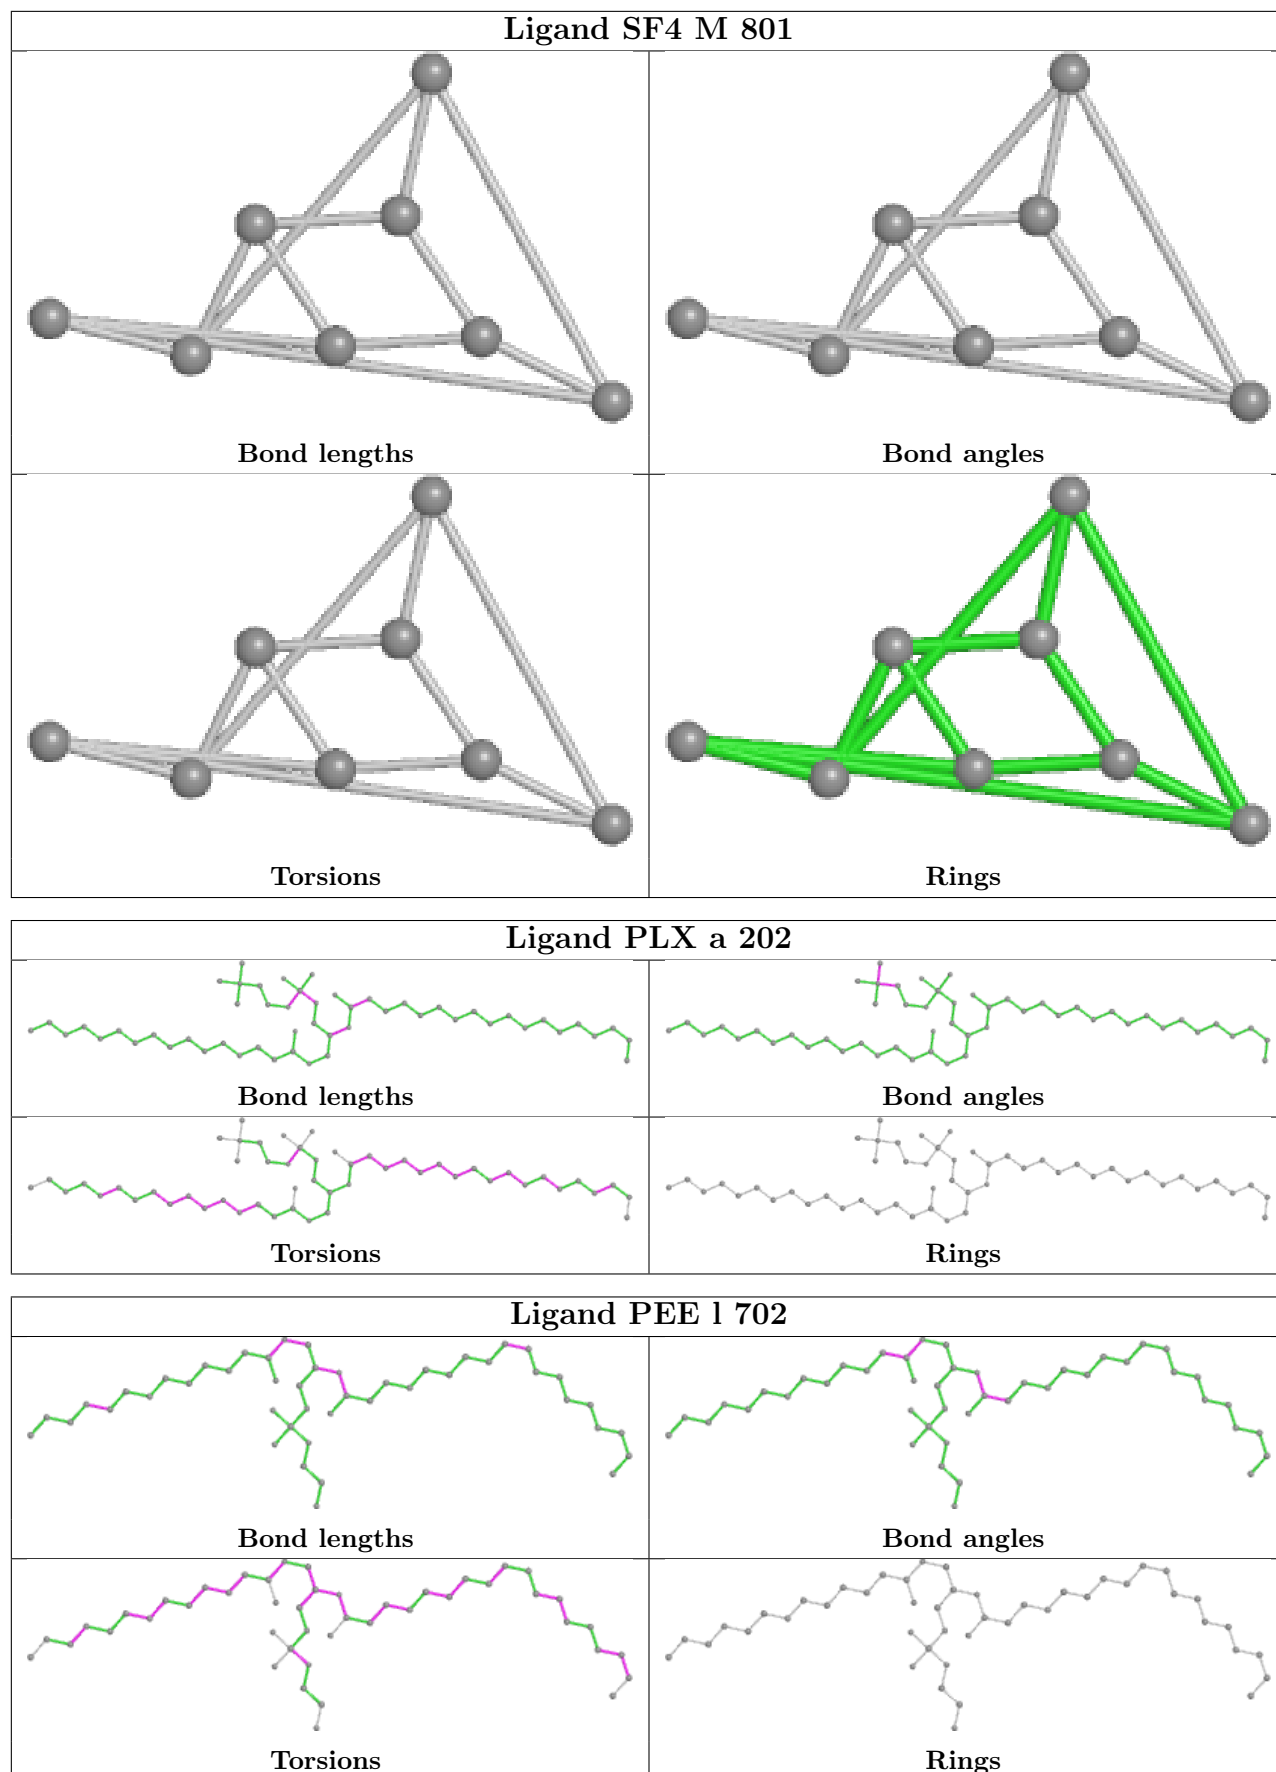 Ligand SF4 M 801
Bond lengths
Bond angles
Torsions
Rings
Ligand PLX a 202
Bond lengths
Bond angles
Torsions
Rings
Ligand PEE l 702
Bond lengths
Bond angles
Torsions
Rings